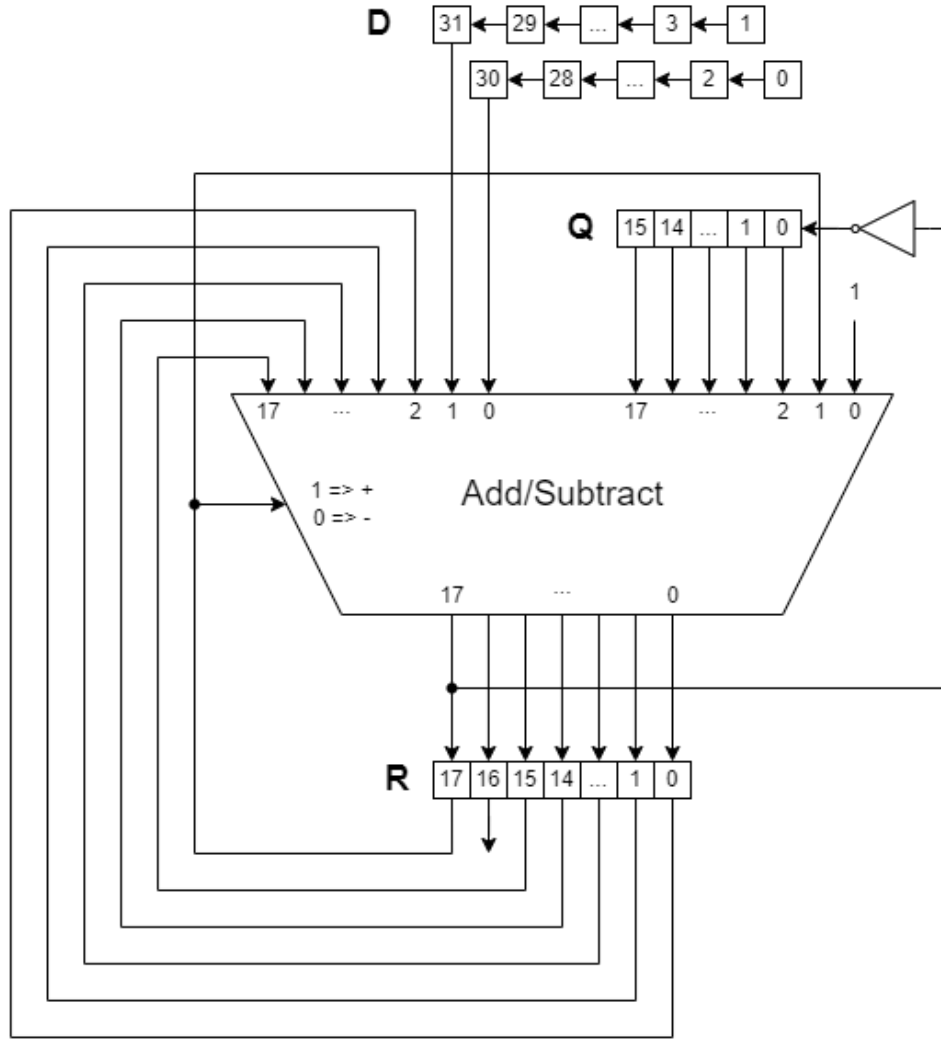 D 31 29 ... 3 1
30 28 ... 2 0
Q 15 14 ... 1 0
1
17 ... 2 1 0 17 ... 2 1 0
1 => +
0 => -
Add/Subtract
17 ... 0
R 17 16 15 14 ... 1 0